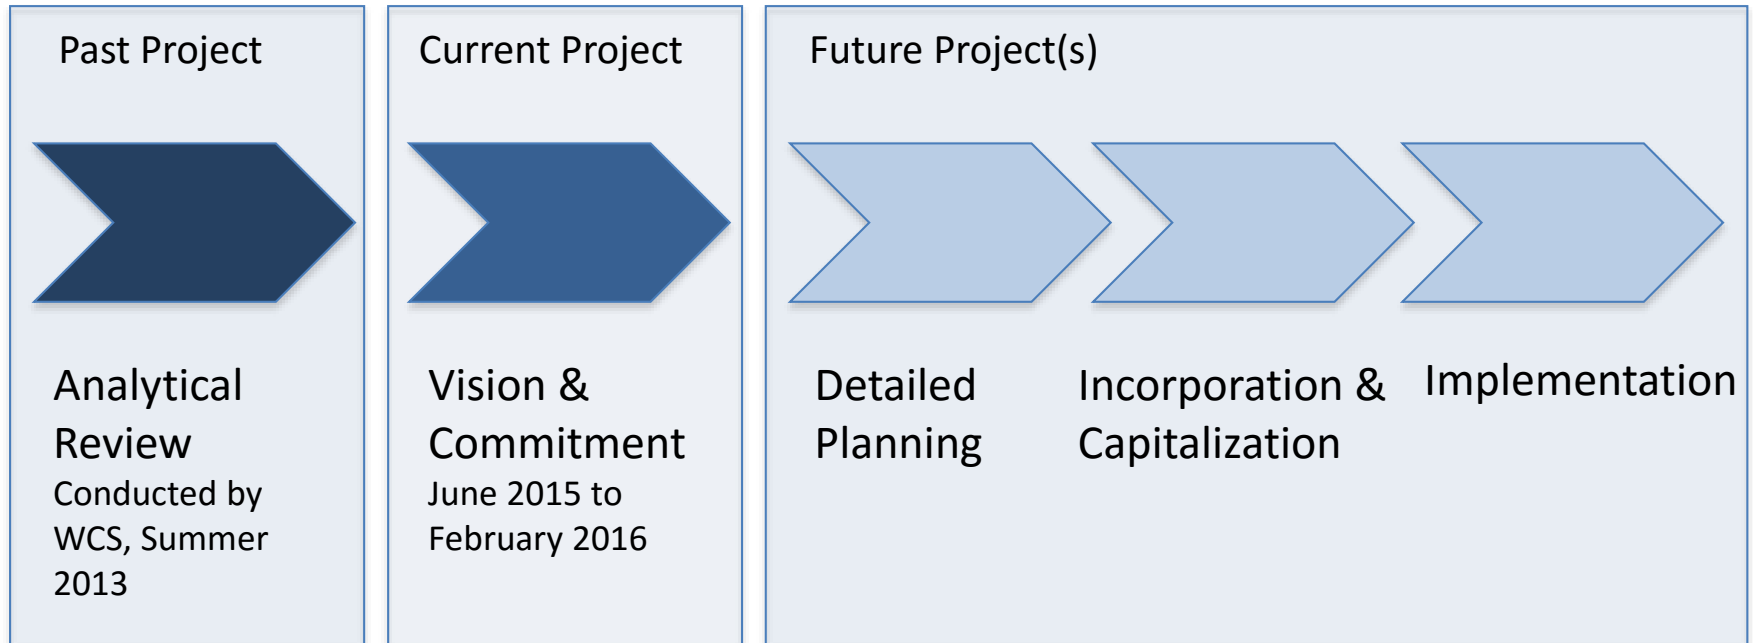 Past Project
Analytical
Review
Conducted by
WCS, Summer
2013
Current Project
Vision &
Commitment
June 2015 to
February 2016
Future Project(s)
Detailed
Planning
Incorporation &
Capitalization
Implementation